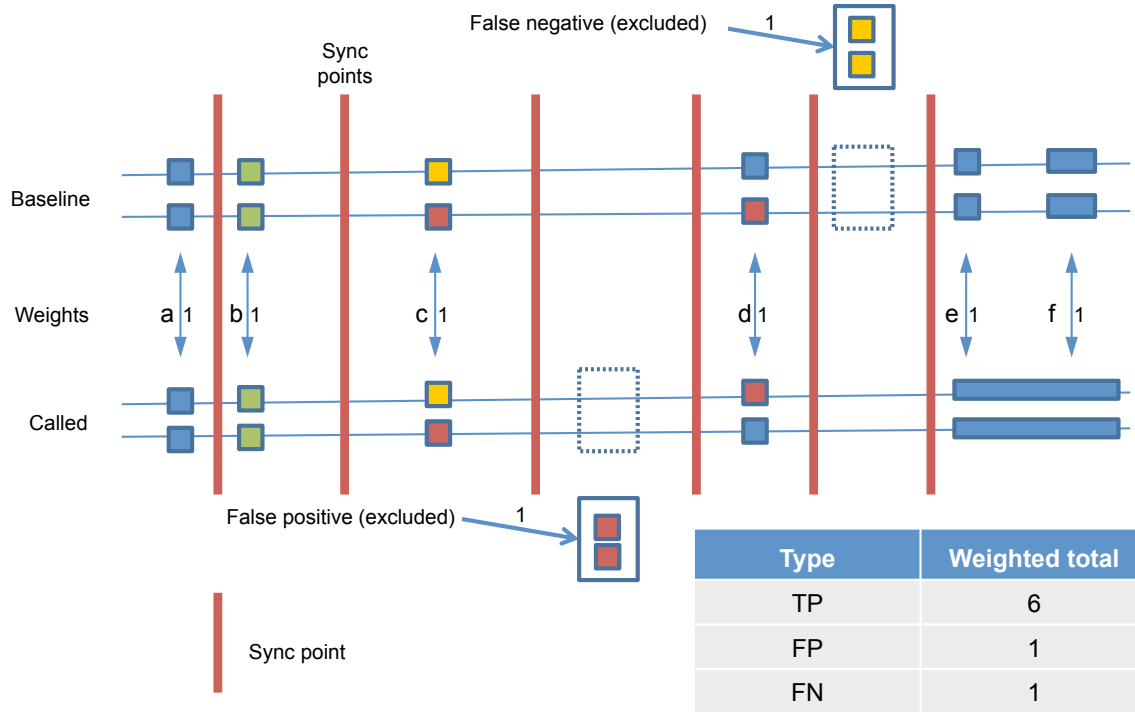 False negative (excluded)
1
Sync
points
Baseline
Weights
a 1
b 1
c 1
d 1
e 1
f 1
Called
False positive (excluded)
1
Type Weighted total
TP 6
FP 1
FN 1
Sync point